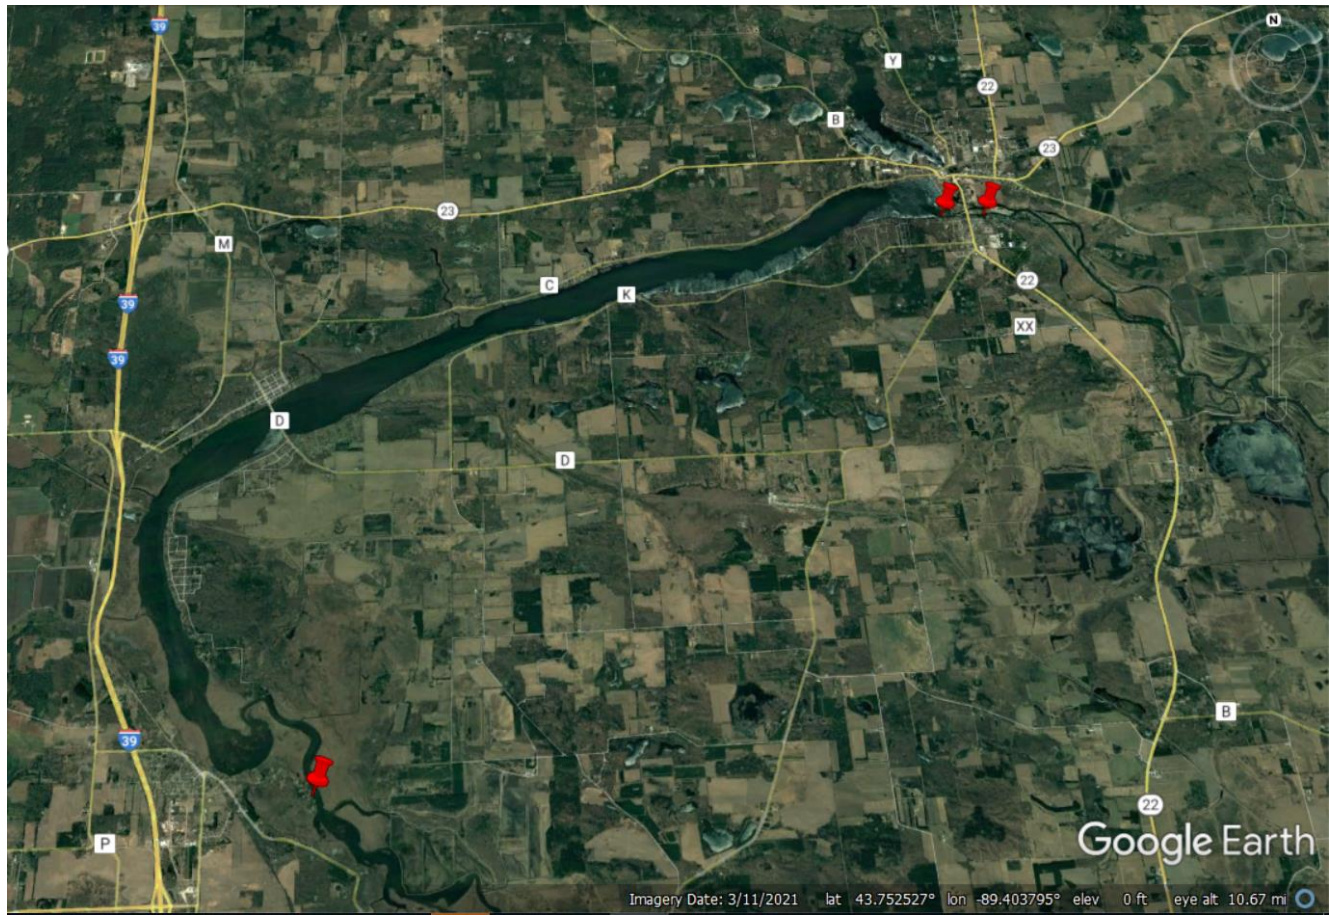 39
N
Y
22
B
23
23
M
C
39
K
22
XX
39
D
D
39
B
22
P
Google Earth
Imagery Date: 3/11/2021 lat 43.752527° lon -89.403795° elev 0 ft eye alt 10.67 mi